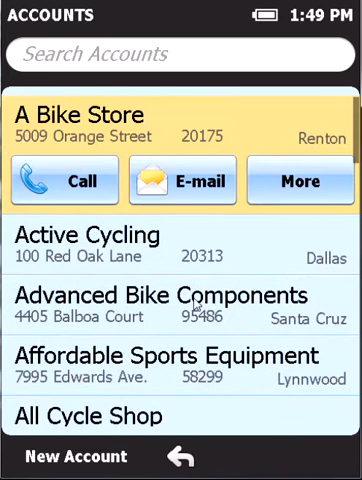 ACCOUNTS 1:49 PM
Search Accounts
A Bike Store
5009 Orange Street 20175 Renton
Call E-mail More
Active Cycling
100 Red Oak Lane 20313 Dallas
Advanced Bike Components
4405 Balboa Court 95486 Santa Cruz
Affordable Sports Equipment
7995 Edwards Ave. 58299 Lynnwood
All Cycle Shop
New Account